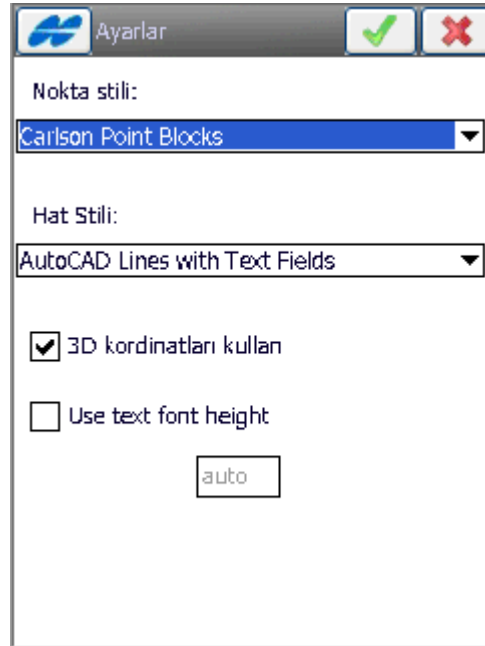 Ayarlar
Nokta stili:
Carlson Point Blocks
Hat Stili:
AutoCAD Lines with Text Fields
3D kordinatları kullan
Use text font height
auto